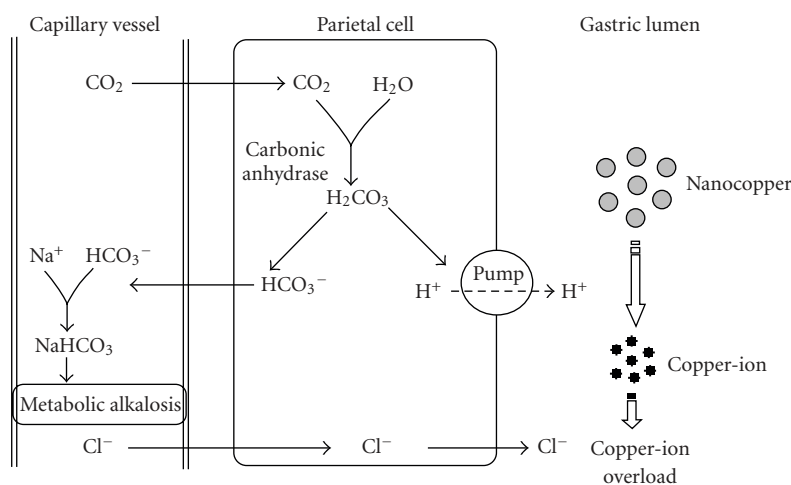 Capillary vessel
Parietal cell
Gastric lumen
CO₂
CO₂
H₂O
Carbonic
anhydrase
Nanocopper
H₂CO₃
Na⁺
HCO₃⁻
HCO₃⁻
Pump
H⁺
H⁺
NaHCO₃
Copper-ion
Metabolic alkalosis
Cl⁻
Cl⁻
Cl⁻
Copper-ion
overload